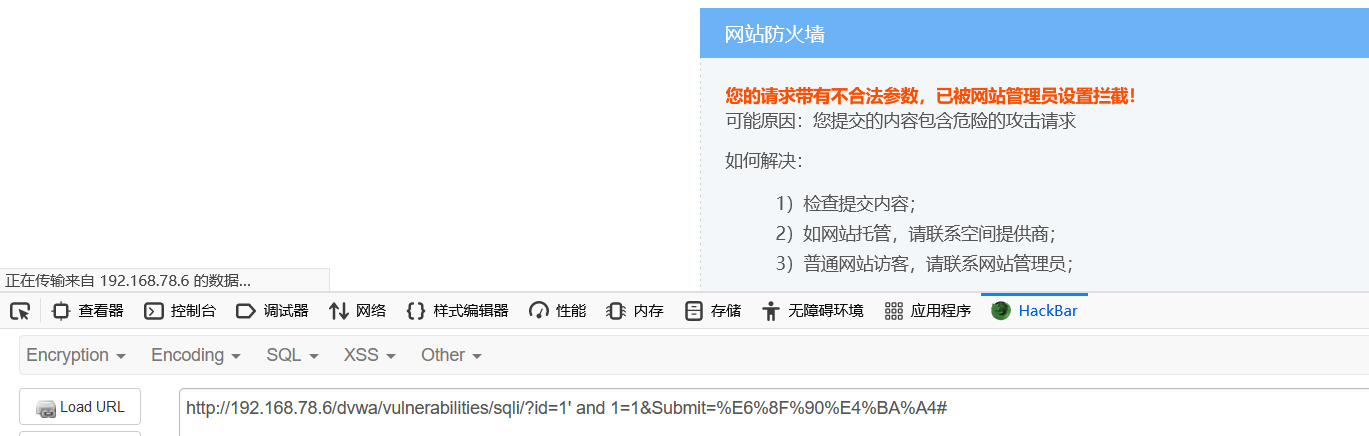 网站防火墙
您的请求带有不合法参数，已被网站管理员设置拦截！
可能原因：您提交的内容包含危险的攻击请求
如何解决：
1）检查提交内容；
2）如网站托管，请联系空间提供商；
3）普通网站访客，请联系网站管理员；
正在传输来自 192.168.78.6 的数据...
查看器 控制台 调试器 网络 样式编辑器 性能 内存 存储 无障碍环境 应用程序 HackBar
Encryption Encoding SQL XSS Other
Load URL http://192.168.78.6/dvwa/vulnerabilities/sqli/?id=1' and 1=1&Submit=%E6%8F%90%E4%BA%A4#